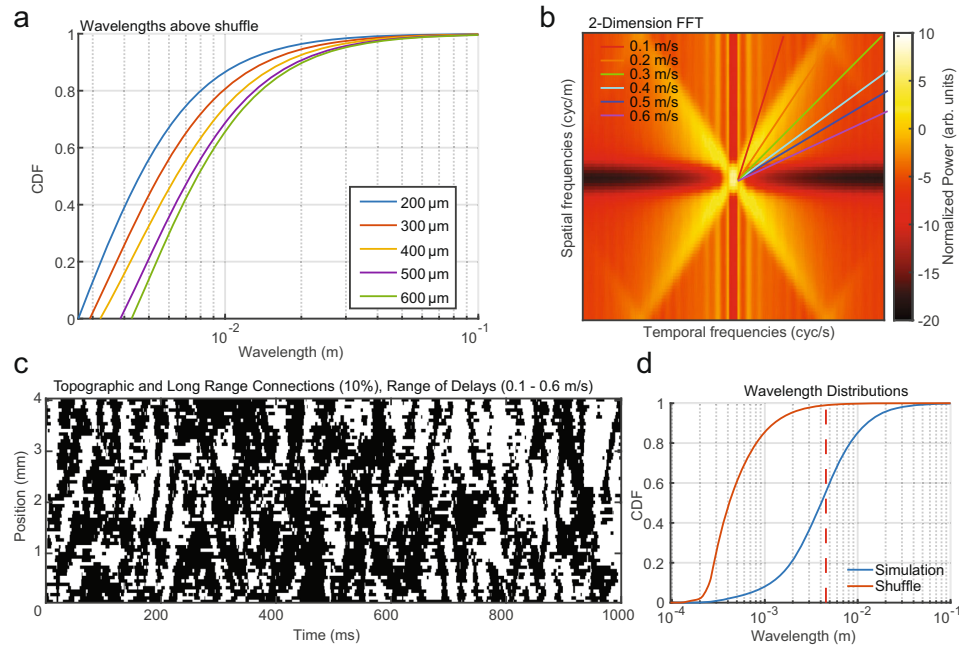 a
Wavelengths above shuffle
1
0.8
0.6
0.4
0.2
0
CDF
200 µm
300 µm
400 µm
500 µm
600 µm
10⁻²
10⁻¹
Wavelength (m)
b
2-Dimension FFT
0.1 m/s
0.2 m/s
0.3 m/s
0.4 m/s
0.5 m/s
0.6 m/s
Spatial frequencies (cyc/m)
Temporal frequencies (cyc/s)
10
5
0
-5
-10
-15
-20
Normalized Power (arb. units)
c
Topographic and Long Range Connections (10%), Range of Delays (0.1 - 0.6 m/s)
4
3
2
1
0
Position (mm)
200
400
600
800
1000
Time (ms)
d
Wavelength Distributions
1
0.8
0.6
0.4
0.2
0
CDF
Simulation
Shuffle
10⁻⁴
10⁻³
10⁻²
10⁻¹
Wavelength (m)